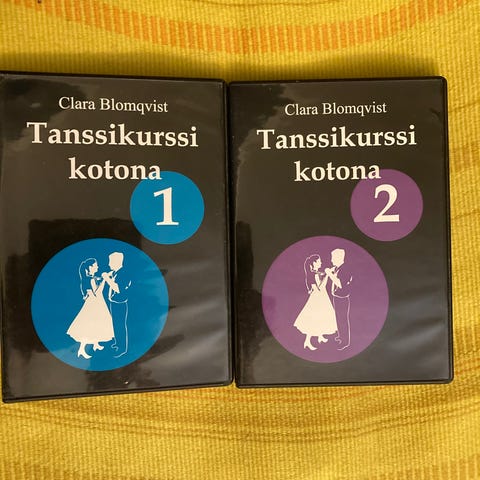 Clara Blomqvist
Tanssikurssi
kotona
1
Clara Blomqvist
Tanssikurssi
kotona
2